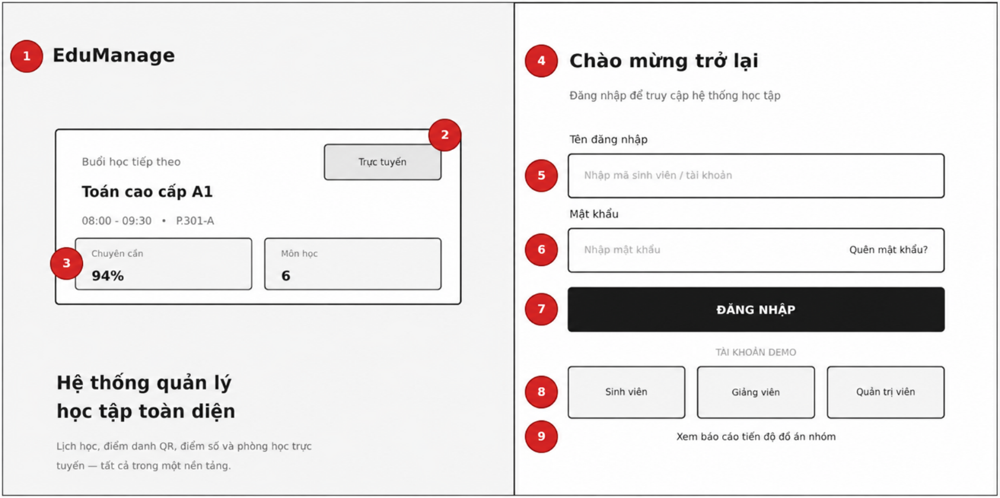 1 EduManage
2
Buổi học tiếp theo
Trực tuyến
Toán cao cấp A1
08:00 - 09:30 • P.301-A
3
Chuyên cần
94%
Môn học
6
Hệ thống quản lý
học tập toàn diện
Lịch học, điểm danh QR, điểm số và phòng học trực
tuyến — tất cả trong một nền tảng.
4 Chào mừng trở lại
Đăng nhập để truy cập hệ thống học tập
Tên đăng nhập
5 Nhập mã sinh viên / tài khoản
Mật khẩu
6 Nhập mật khẩu Quên mật khẩu?
7 ĐĂNG NHẬP
TÀI KHOẢN DEMO
8 Sinh viên Giảng viên Quản trị viên
9 Xem báo cáo tiến độ đồ án nhóm